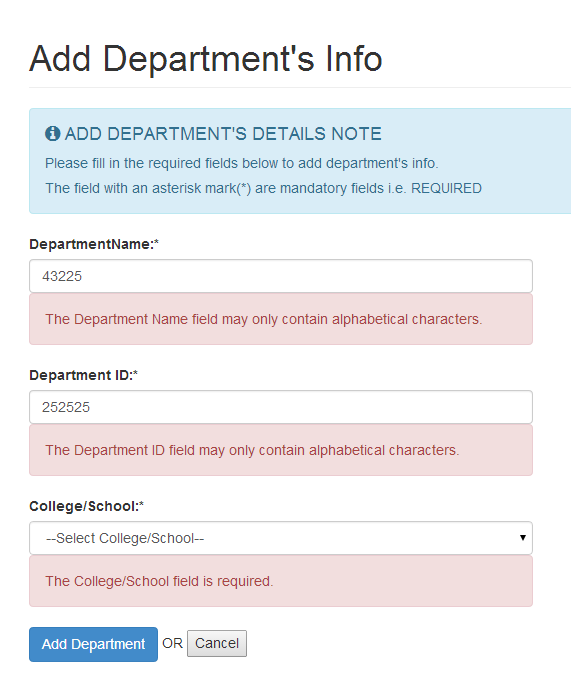 Add Department's Info
ADD DEPARTMENT'S DETAILS NOTE
Please fill in the required fields below to add department's info.
The field with an asterisk mark(*) are mandatory fields i.e. REQUIRED
DepartmentName:*
43225
The Department Name field may only contain alphabetical characters.
Department ID:*
252525
The Department ID field may only contain alphabetical characters.
College/School:*
--Select College/School--
The College/School field is required.
Add Department OR Cancel